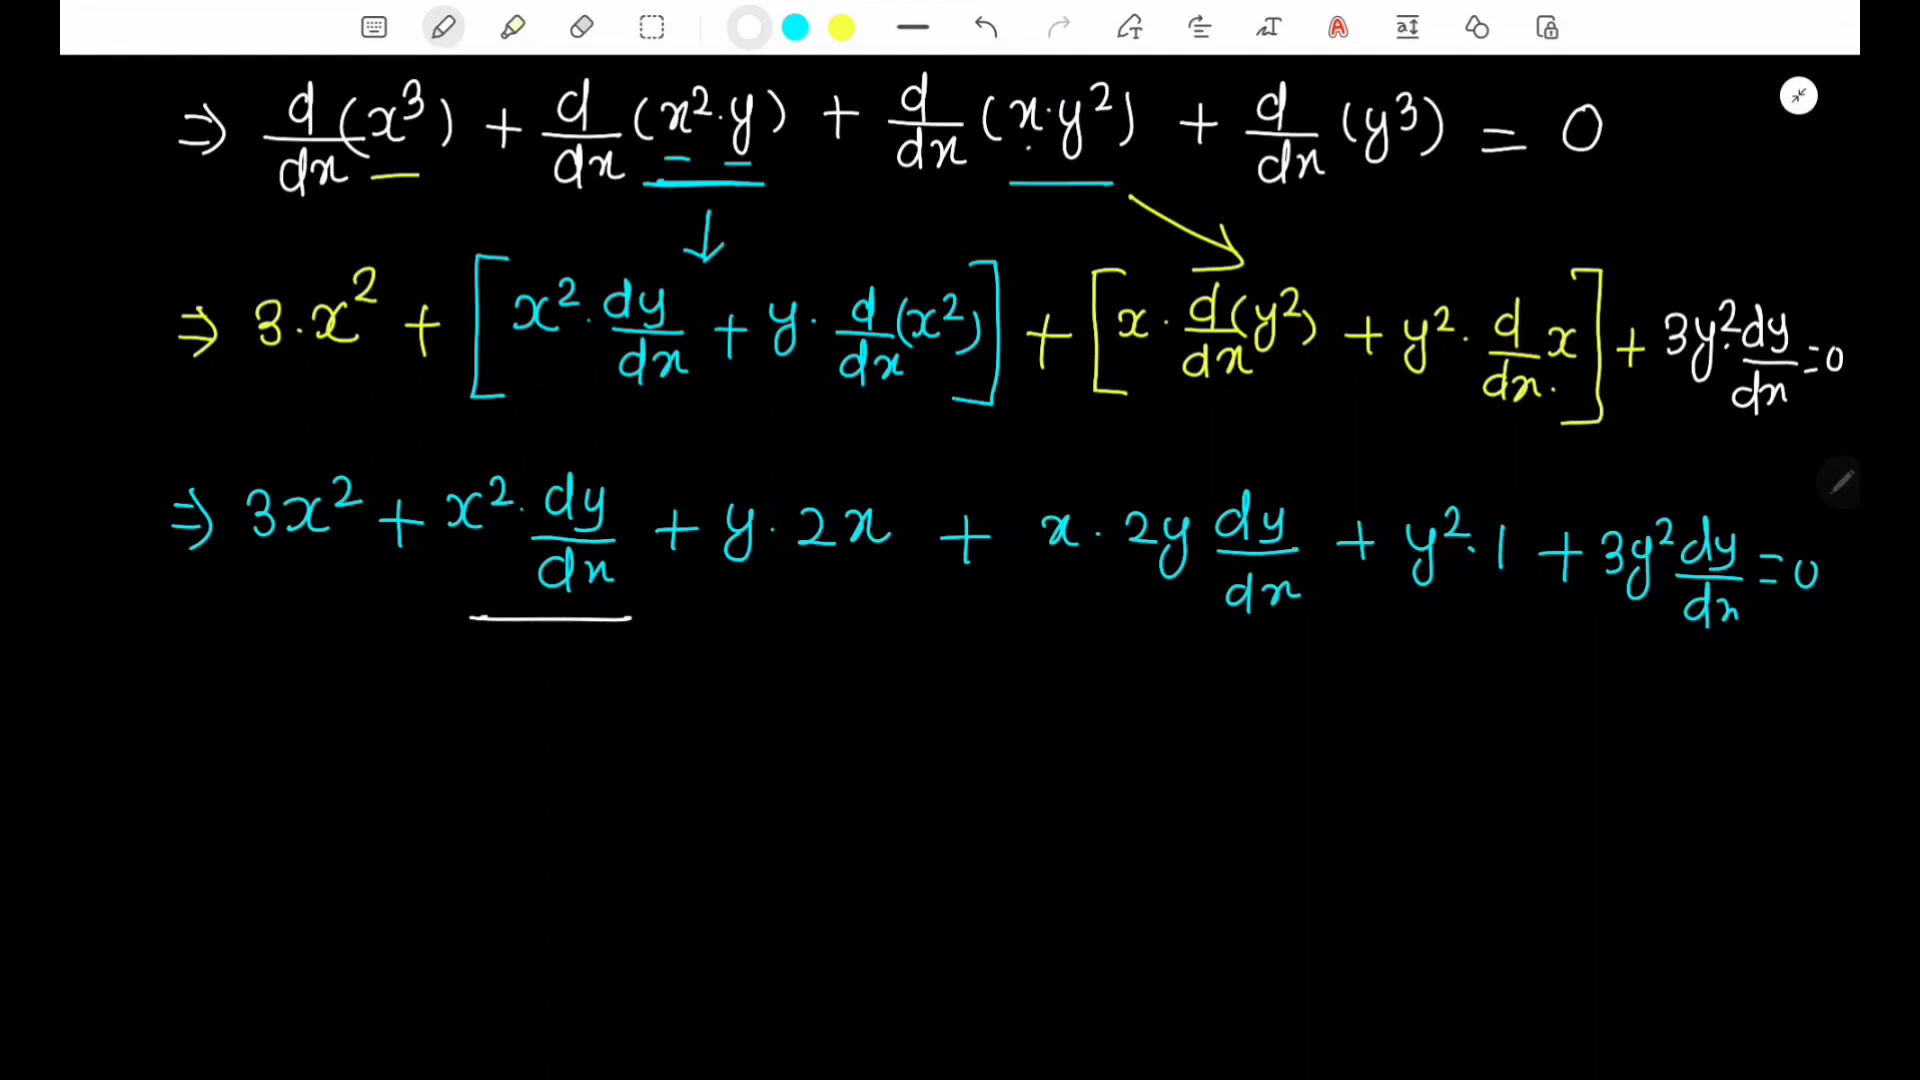 ⇒ d/dx (x³) + d/dx (x²·y) + d/dx (x·y²) + d/dx (y³) = 0
⇒ 3·x² + [x²·dy/dx + y·d/dx(x²)] + [x·d/dx(y²) + y²·d/dx x] + 3y²·dy/dx = 0
⇒ 3x² + x²·dy/dx + y·2x + x·2y dy/dx + y²·1 + 3y² dy/dx = 0